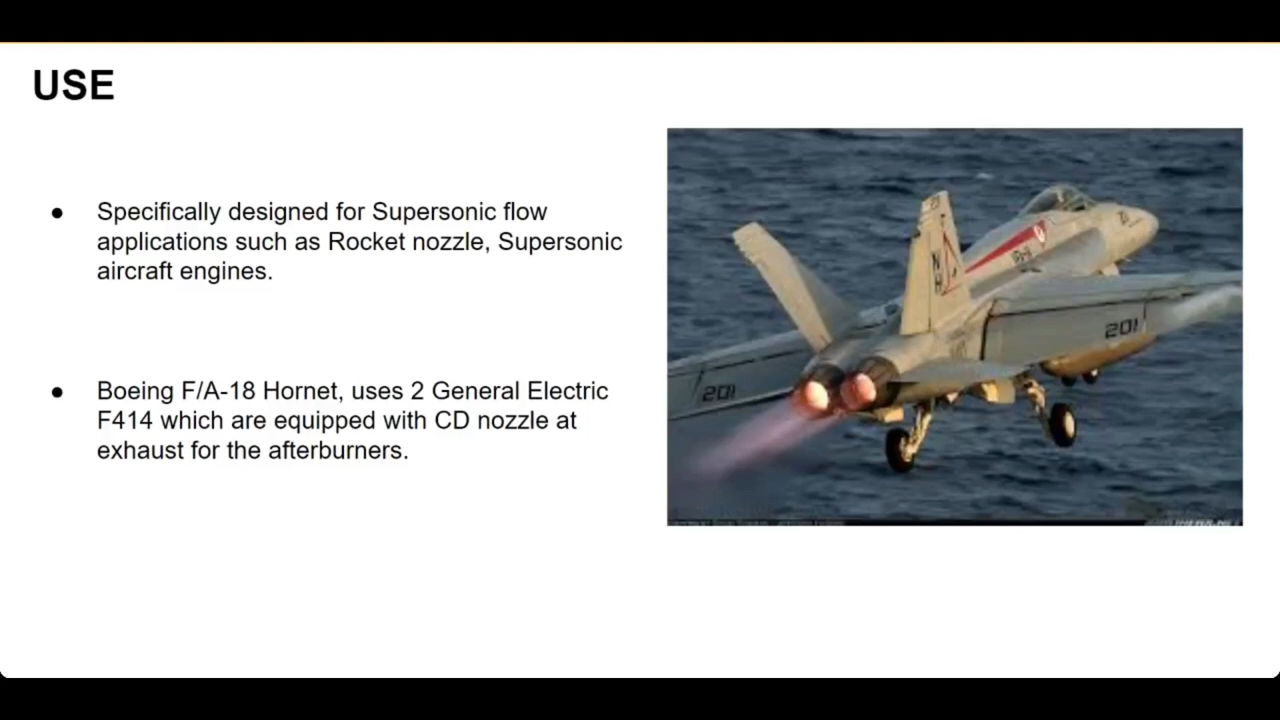 USE
● Specifically designed for Supersonic flow
applications such as Rocket nozzle, Supersonic
aircraft engines.
● Boeing F/A-18 Hornet, uses 2 General Electric
F414 which are equipped with CD nozzle at
exhaust for the afterburners.
N
H
201
201